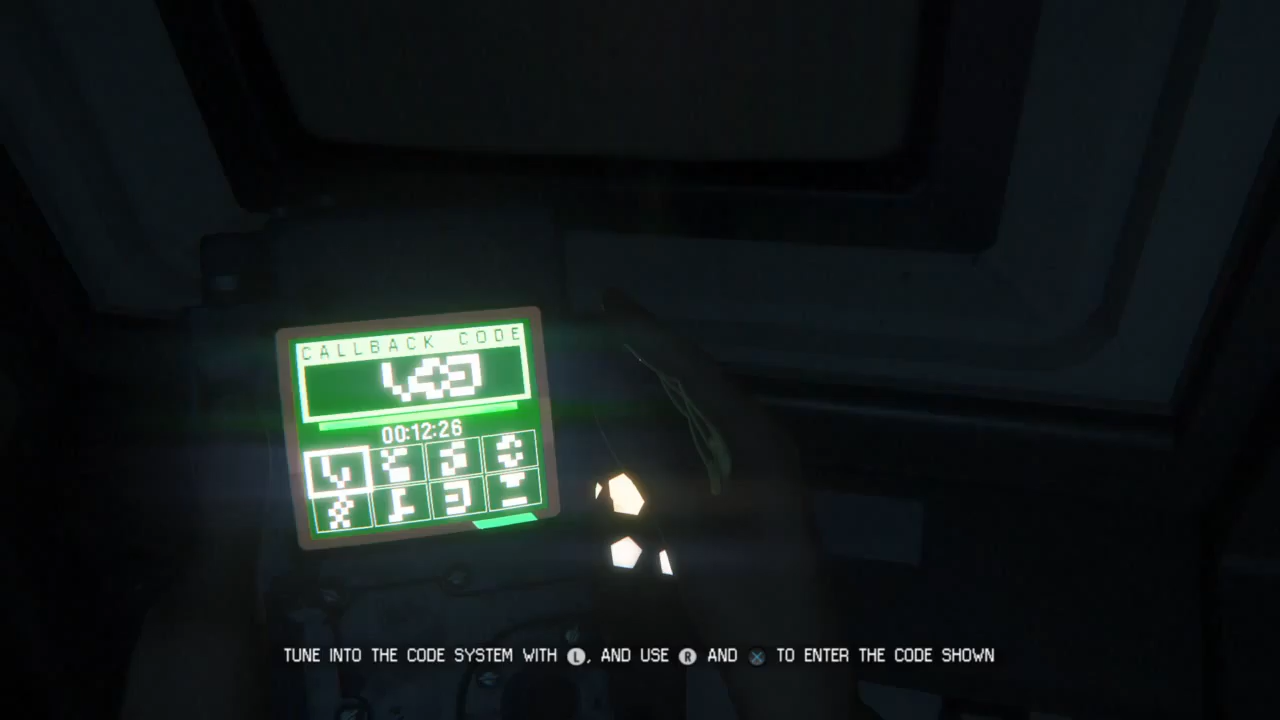 CALLBACK CODE
00:12:26
TUNE INTO THE CODE SYSTEM WITH L, AND USE R AND X TO ENTER THE CODE SHOWN